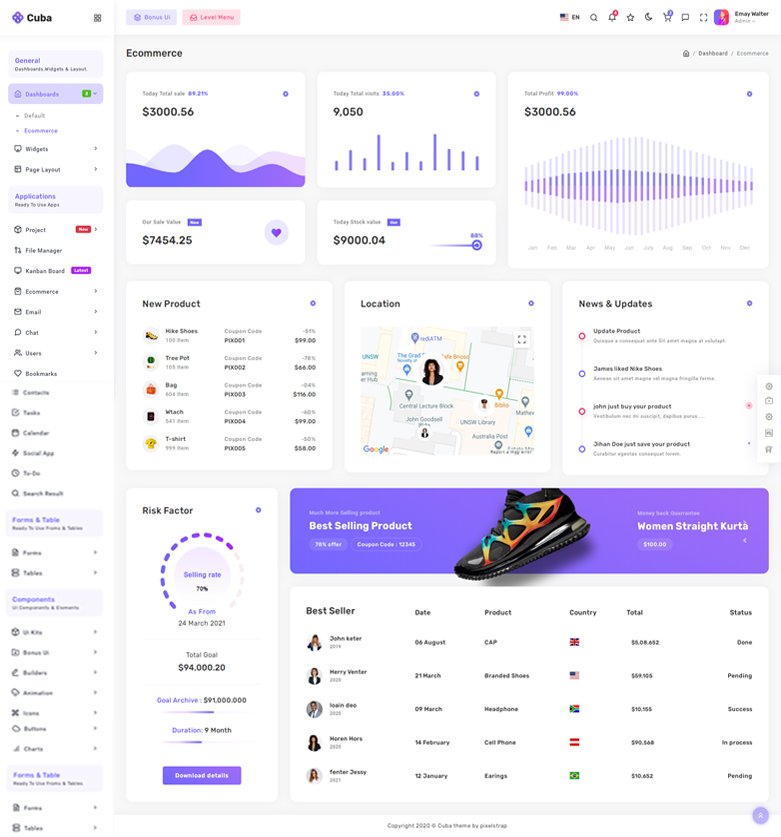 Cuba
Bonus Ui
Level Menu
EN
4
2
Emay Walter
Admin
General
Dashboards,Widgets & Layout.
Dashboards
Default
Ecommerce
Widgets
Page Layout
Applications
Ready To Use Apps
Project
New
File Manager
Kanban Board
Latest
Ecommerce
Email
Chat
Users
Bookmarks
Contacts
Tasks
Calendar
Social App
To-Do
Search Result
Forms & Table
Ready To Use Froms & Tables
Forms
Tables
Components
UI Components & Elements
Ui Kits
Bonus Ui
Builders
Animation
Icons
Buttons
Charts
Forms & Table
Ready To Use Froms & Tables
Forms
Tables
Ecommerce
/ Dashboard / Ecommerce
Today Total sale 89.21%
$3000.56
Today Total visits 35.00%
9,050
Total Profit 99.00%
$3000.56
Jan Feb Mar Apr May Jun July Aug Sep Oct Nov Dec
Our Sale Value New
$7454.25
Today Stock value Hot
$9000.04
88%
New Product
Hike Shoes Coupon Code -51%
100 Item PIX001 $99.00
Tree Pot Coupon Code -78%
105 Item PIX002 $66.00
Bag Coupon Code -04%
604 Item PIX003 $116.00
Wtach Coupon Code -60%
541 Item PIX004 $99.00
T-shirt Coupon Code -50%
999 Item PIX005 $58.00
Location
rediATM
UNSW
The Grad
Cafe Brioso
Central Lecture Block
Biblio
Mathe
John Goodsell
UNSW Library
Australia Post
Google
Report a map error
News & Updates
Update Product
Quisque a consequat ante Sit amet magna at volutapt.
James liked Nike Shoes
Aenean sit amet magna vel magna fringilla ferme.
john just buy your product
Vestibulum nec mi suscipit, dapibus purus.....
Jihan Doe just save your product
Curabitur egestas consequat lorem.
Risk Factor
Selling rate
70%
As From
24 March 2021
Total Goal
$94,000.20
Goal Archive : $91,000.000
Duration: 9 Month
Download details
Much More Selling product
Best Selling Product
78% offer
Coupon Code : 12345
Money back Guarrantee
Women Straight Kurtà
$100.00
Best Seller Date Product Country Total Status
John keter
2019
06 August CAP $5,08,652 Done
Herry Venter
2020
21 March Branded Shoes $59,105 Pending
loain deo
2020
09 March Headphone $10,155 Success
Horen Hors
2020
14 February Cell Phone $90,568 In process
fenter Jessy
2021
12 January Earings $10,652 Pending
Copyright 2020 © Cuba theme by pixelstrap